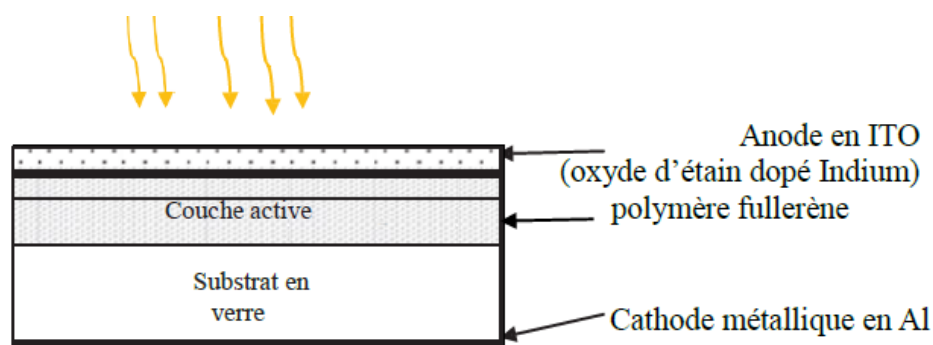 Anode en ITO
(oxyde d'étain dopé Indium)
polymère fullerène
Couche active
Substrat en
verre
Cathode métallique en Al